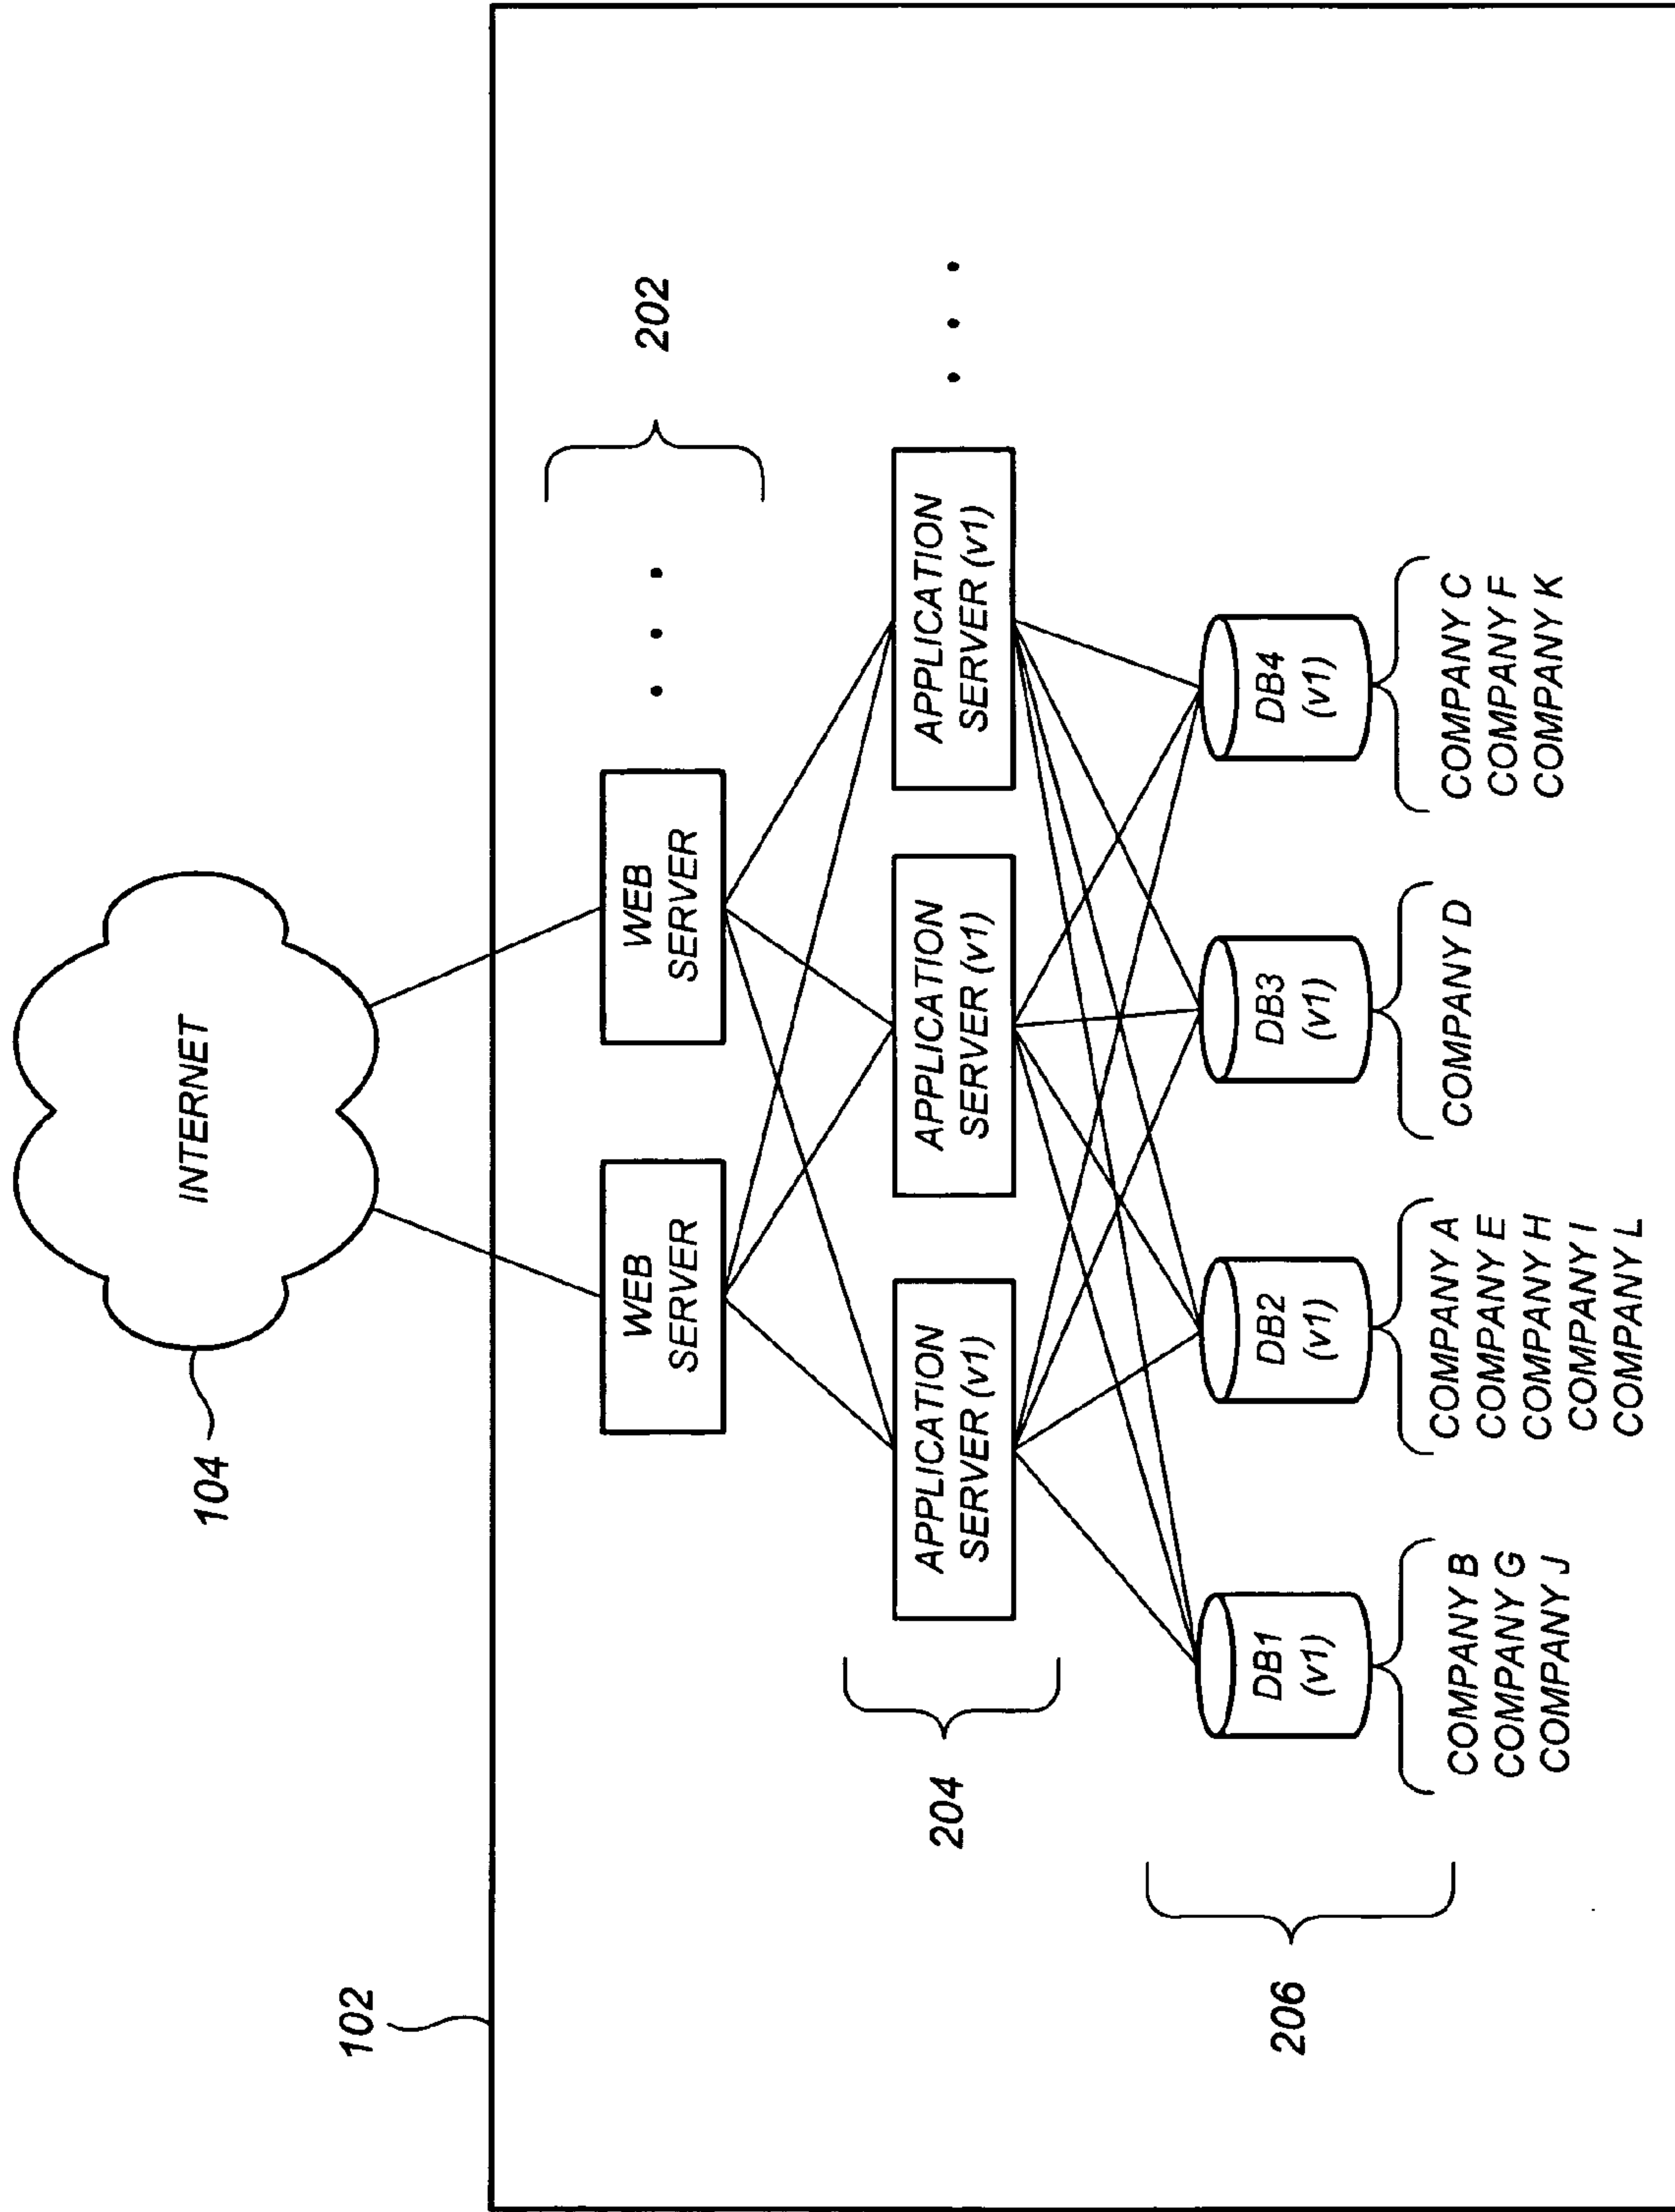 INTERNET
104
102
WEB
SERVER
WEB
SERVER
202
204
APPLICATION
SERVER (v1)
APPLICATION
SERVER (v1)
APPLICATION
SERVER (v1)
206
DB1
(v1)
DB2
(v1)
DB3
(v1)
DB4
(v1)
COMPANY B
COMPANY G
COMPANY J
COMPANY A
COMPANY E
COMPANY H
COMPANY I
COMPANY L
COMPANY D
COMPANY C
COMPANY F
COMPANY K